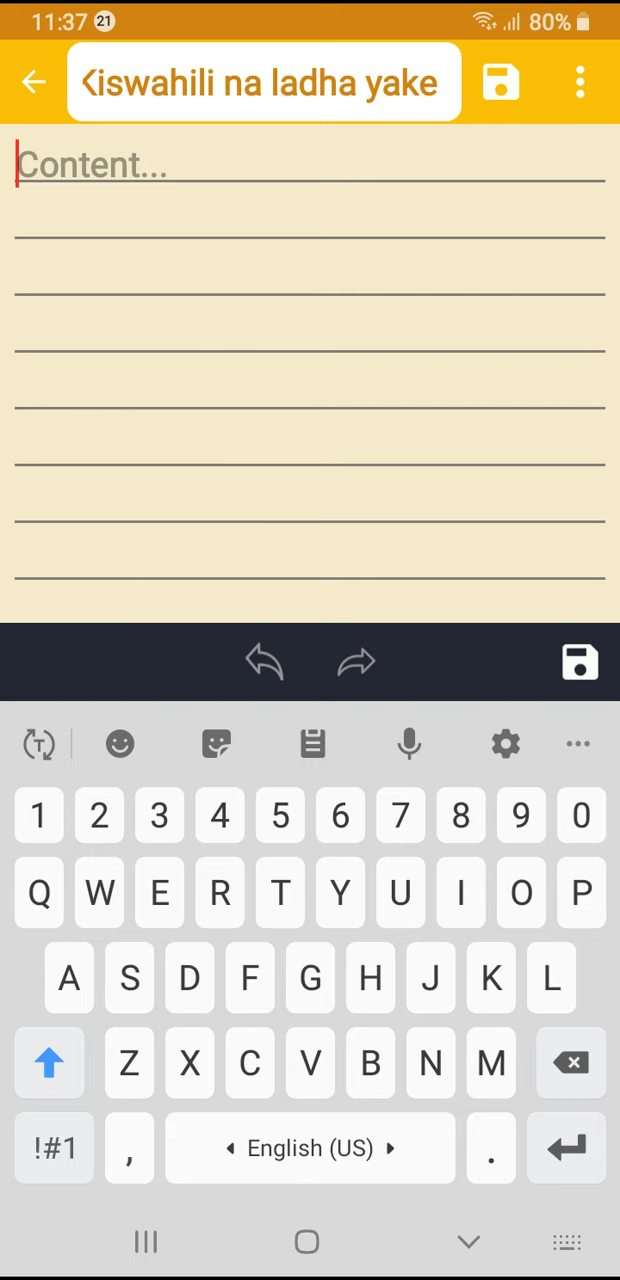 11:37 21 80%
Kiswahili na ladha yake
Content...
T
1 2 3 4 5 6 7 8 9 0
Q W E R T Y U I O P
A S D F G H J K L
Z X C V B N M
!#1 , English (US) .